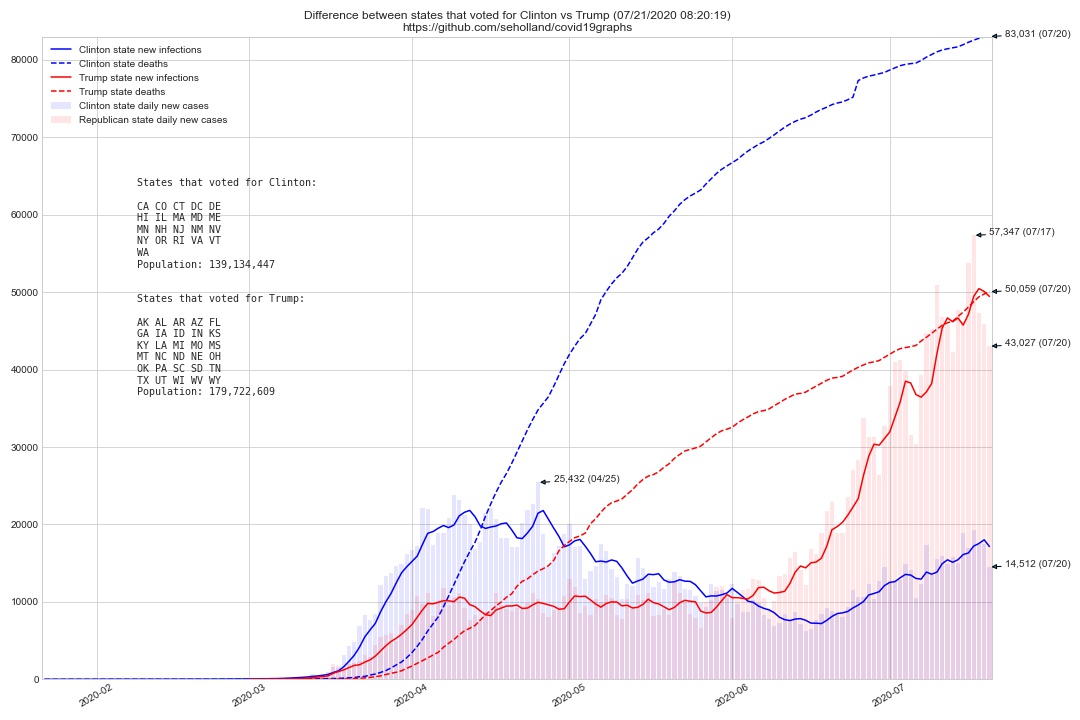 Difference between states that voted for Clinton vs Trump (07/21/2020 08:20:19)
https://github.com/seholland/covid19graphs
Clinton state new infections
Clinton state deaths
Trump state new infections
Trump state deaths
Clinton state daily new cases
Republican state daily new cases
States that voted for Clinton:
CA CO CT DC DE
HI IL MA MD ME
MN NH NJ NM NV
NY OR RI VA VT
WA
Population: 139,134,447
States that voted for Trump:
AK AL AR AZ FL
GA IA ID IN KS
KY LA MI MO MS
MT NC ND NE OH
OK PA SC SD TN
TX UT WI WV WY
Population: 179,722,609
83,031 (07/20)
57,347 (07/17)
50,059 (07/20)
43,027 (07/20)
25,432 (04/25)
14,512 (07/20)
80000
70000
60000
50000
40000
30000
20000
10000
0
2020-02
2020-03
2020-04
2020-05
2020-06
2020-07